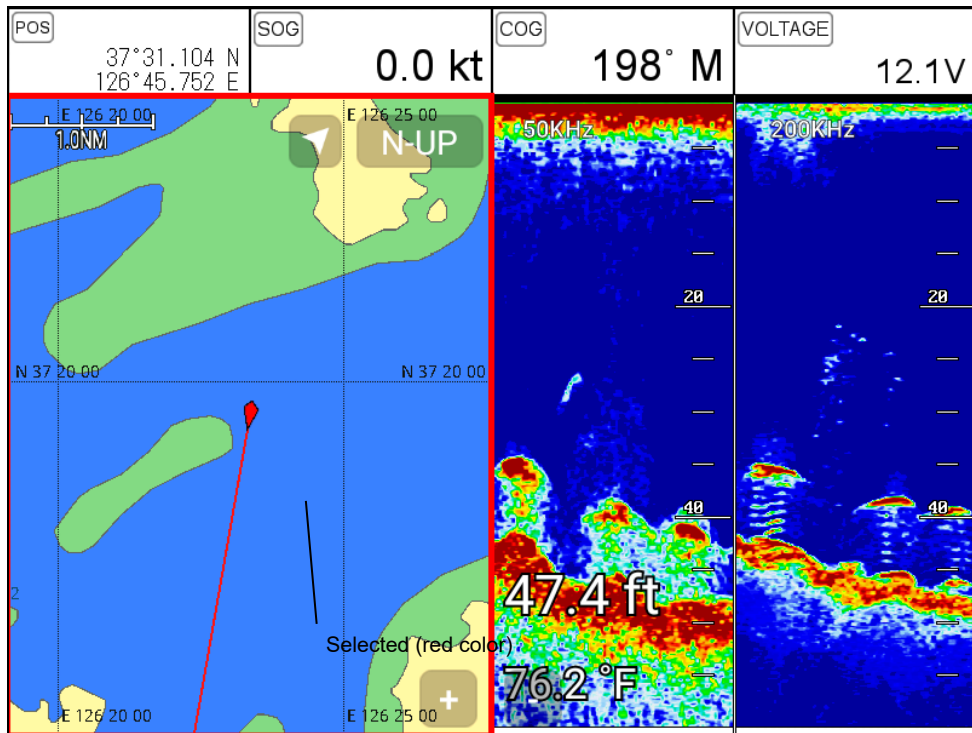 POS
37°31.104 N
126°45.752 E
SOG
0.0 kt
COG
198° M
VOLTAGE
12.1V
E 126 20 00
E 126 25 00
1.0NM
N-UP
N 37 20 00
N 37 20 00
2
Selected (red color)
+
E 126 20 00
E 126 25 00
50KHz
20
40
47.4 ft
76.2 °F
200KHz
20
40